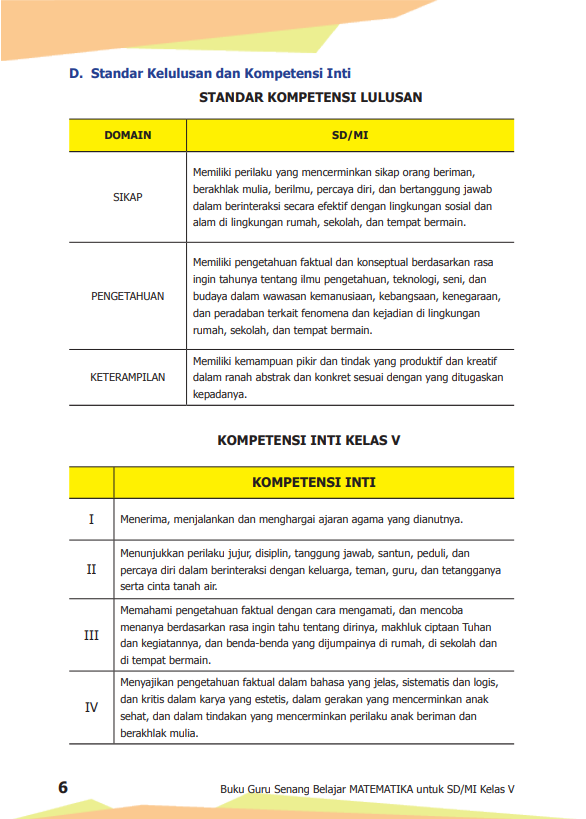 D. Standar Kelulusan dan Kompetensi Inti
STANDAR KOMPETENSI LULUSAN
DOMAIN SD/MI
SIKAP
Memiliki perilaku yang mencerminkan sikap orang beriman,
berakhlak mulia, berilmu, percaya diri, dan bertanggung jawab
dalam berinteraksi secara efektif dengan lingkungan sosial dan
alam di lingkungan rumah, sekolah, dan tempat bermain.
PENGETAHUAN
Memiliki pengetahuan faktual dan konseptual berdasarkan rasa
ingin tahunya tentang ilmu pengetahuan, teknologi, seni, dan
budaya dalam wawasan kemanusiaan, kebangsaan, kenegaraan,
dan peradaban terkait fenomena dan kejadian di lingkungan
rumah, sekolah, dan tempat bermain.
KETERAMPILAN
Memiliki kemampuan pikir dan tindak yang produktif dan kreatif
dalam ranah abstrak dan konkret sesuai dengan yang ditugaskan
kepadanya.
KOMPETENSI INTI KELAS V
KOMPETENSI INTI
I
Menerima, menjalankan dan menghargai ajaran agama yang dianutnya.
II
Menunjukkan perilaku jujur, disiplin, tanggung jawab, santun, peduli, dan
percaya diri dalam berinteraksi dengan keluarga, teman, guru, dan tetangganya
serta cinta tanah air.
III
Memahami pengetahuan faktual dengan cara mengamati, dan mencoba
menanya berdasarkan rasa ingin tahu tentang dirinya, makhluk ciptaan Tuhan
dan kegiatannya, dan benda-benda yang dijumpainya di rumah, di sekolah dan
di tempat bermain.
IV
Menyajikan pengetahuan faktual dalam bahasa yang jelas, sistematis dan logis,
dan kritis dalam karya yang estetis, dalam gerakan yang mencerminkan anak
sehat, dan dalam tindakan yang mencerminkan perilaku anak beriman dan
berakhlak mulia.
6 Buku Guru Senang Belajar MATEMATIKA untuk SD/MI Kelas V